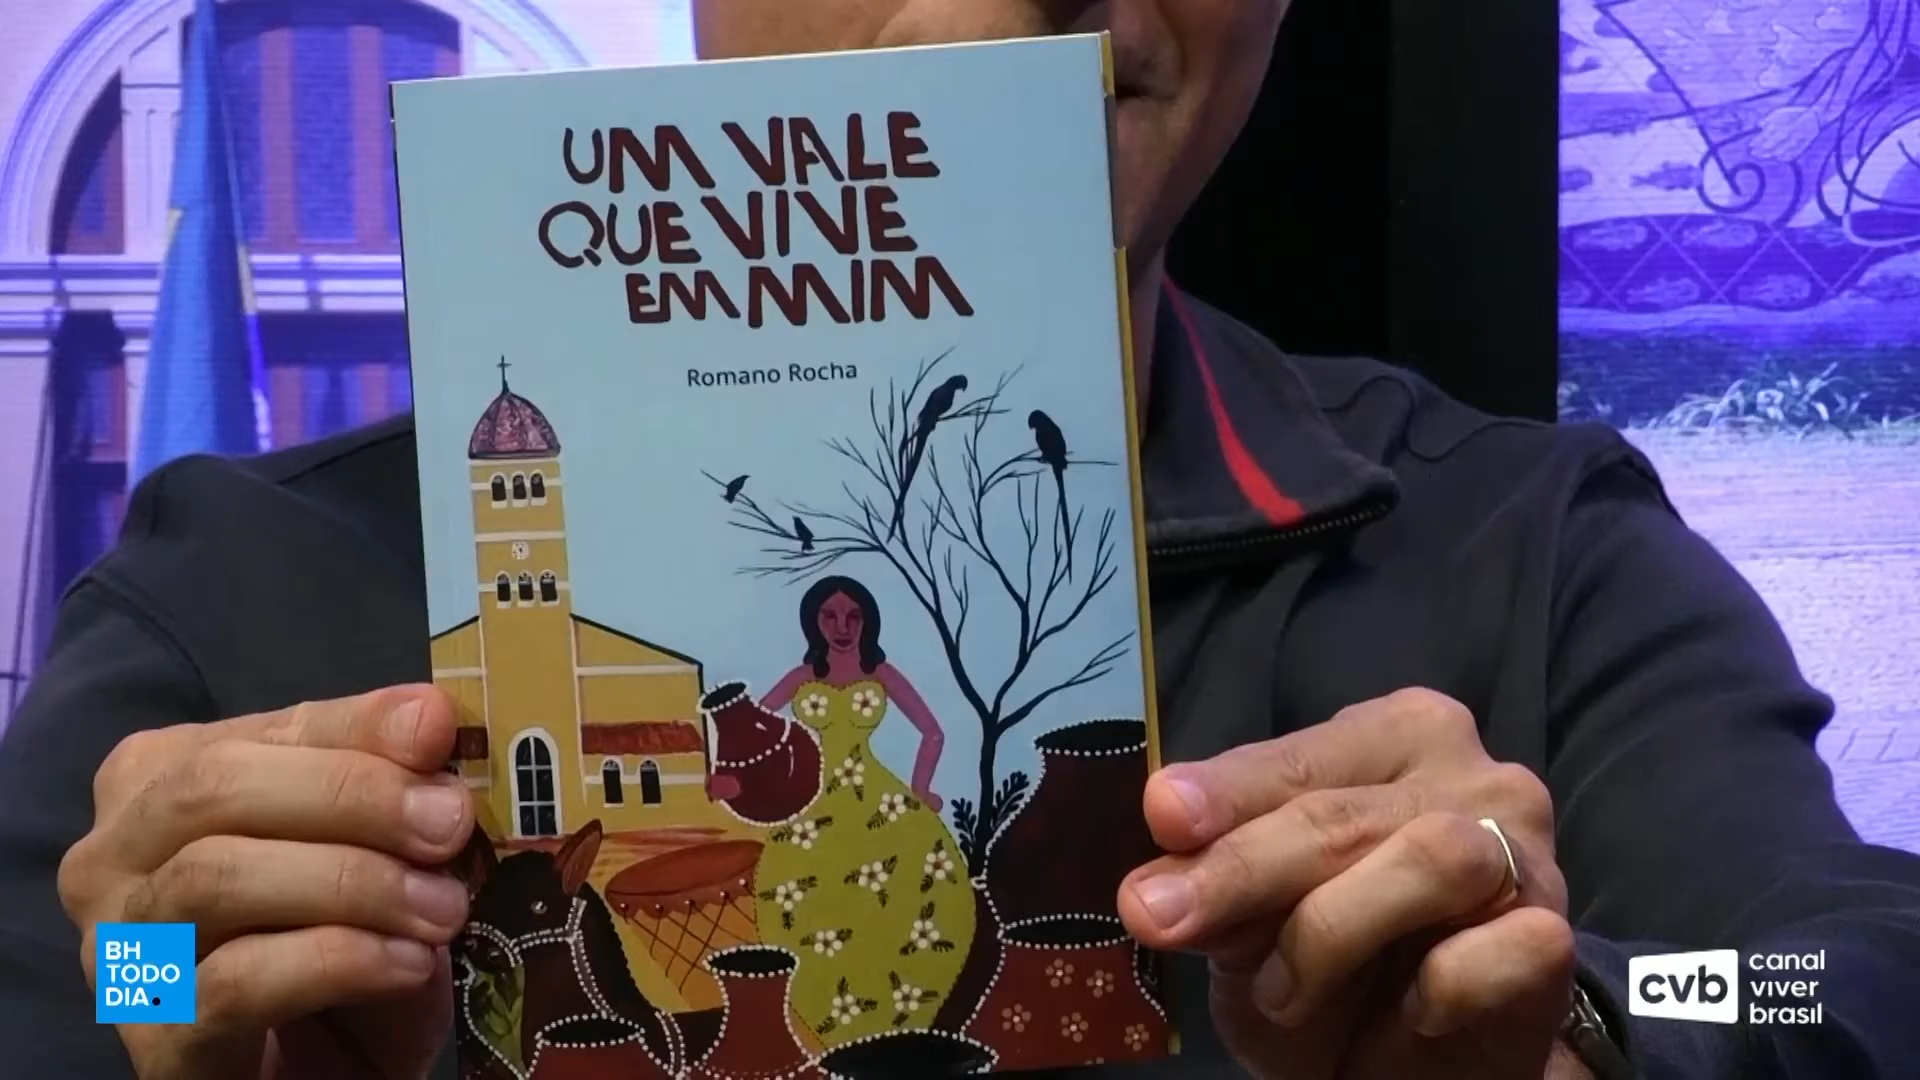 UM VALE
QUE VIVE
EM MIM
Romano Rocha
BH
TODO
DIA.
cvb
canal
viver
brasil